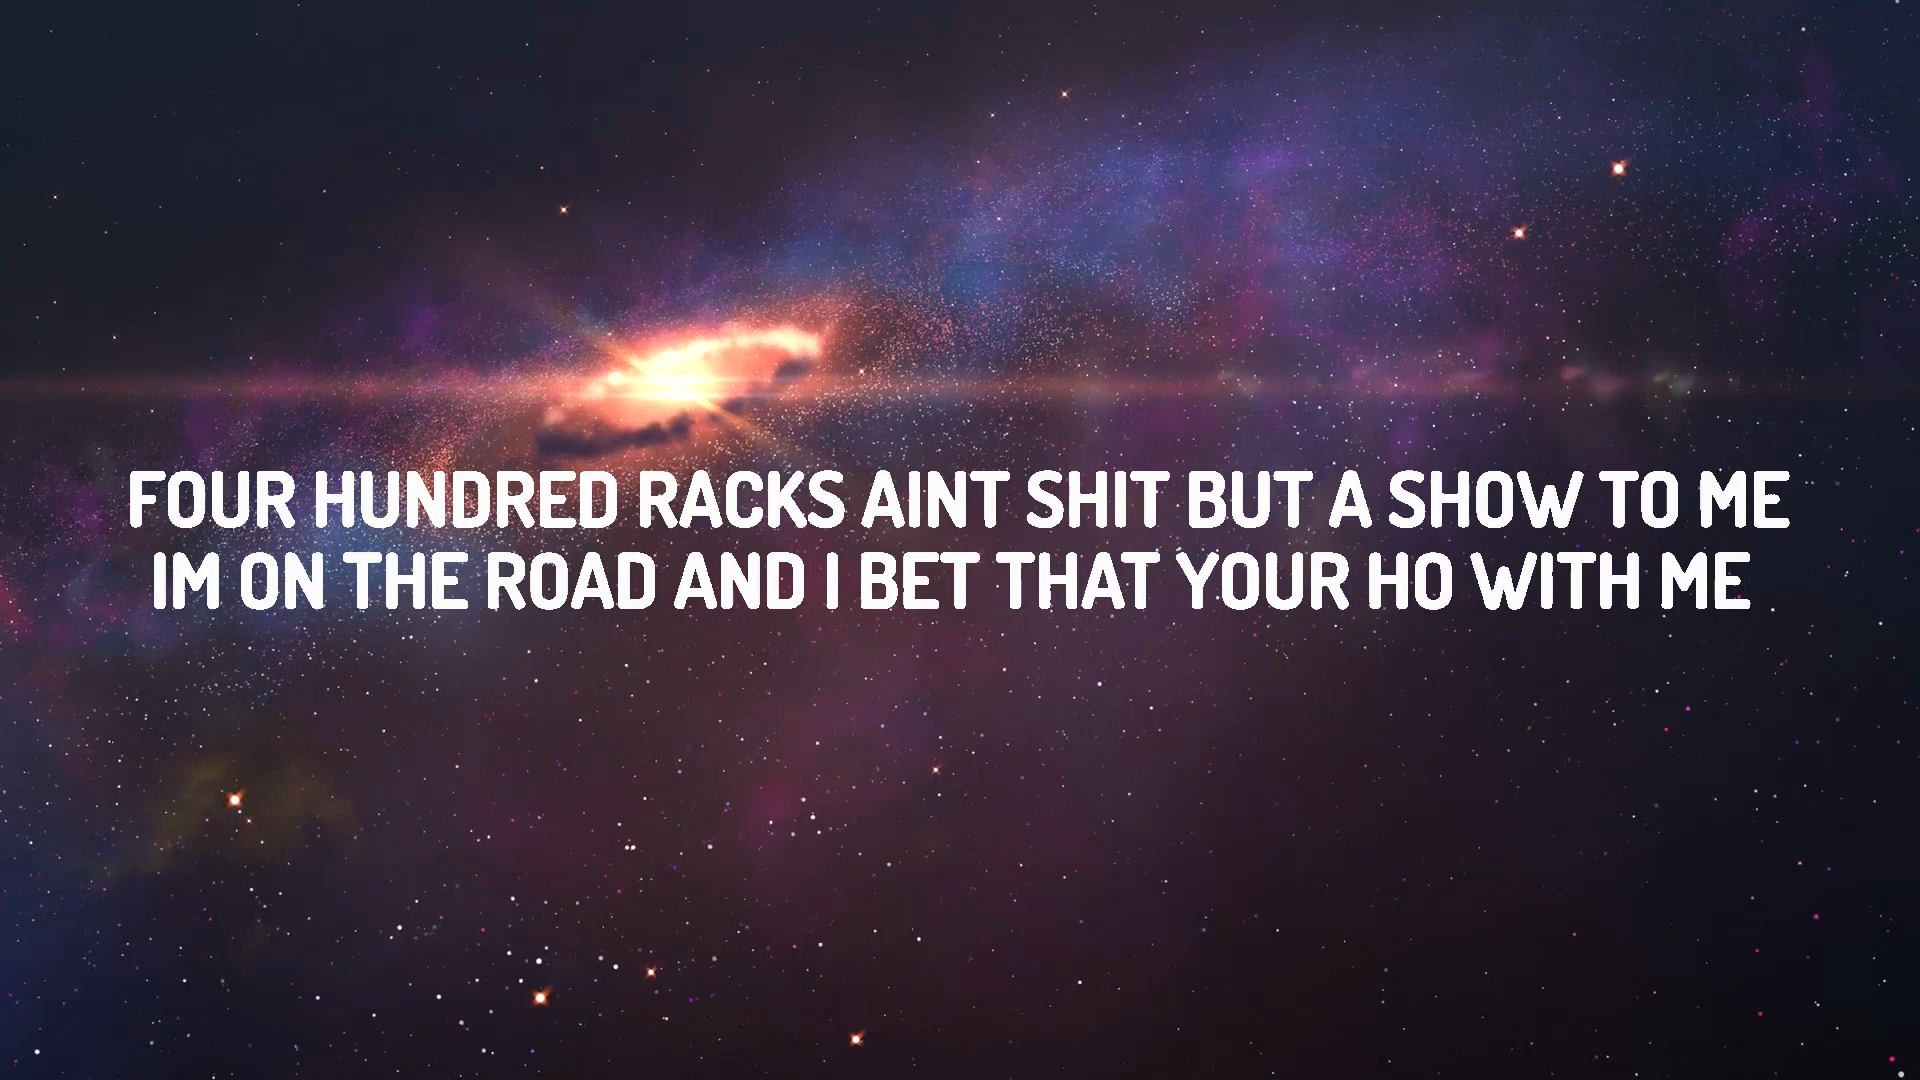 FOUR HUNDRED RACKS AINT SHIT BUT A SHOW TO ME
IM ON THE ROAD AND I BET THAT YOUR HO WITH ME